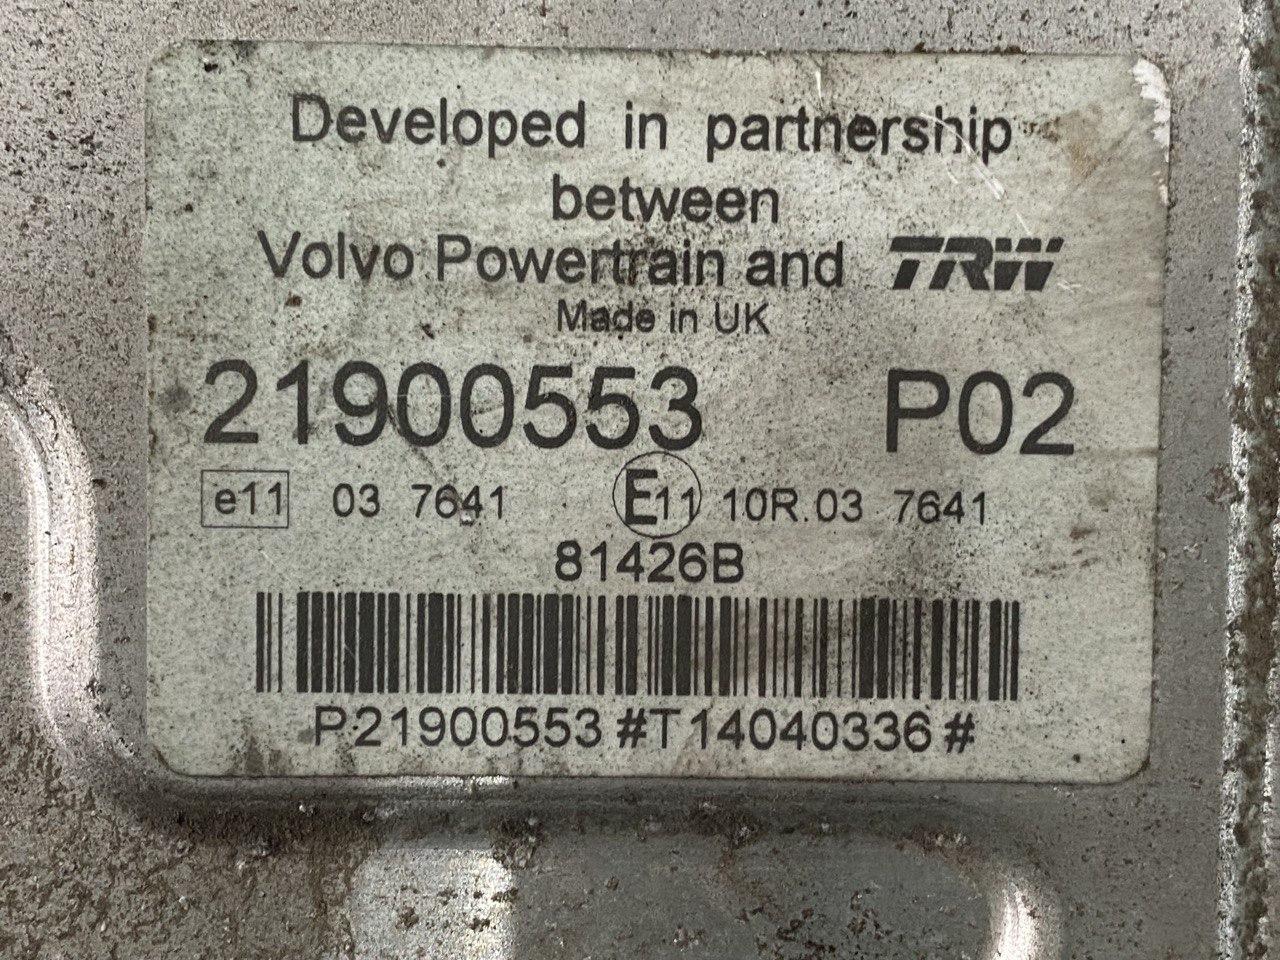 Developed in partnership
between
Volvo Powertrain and TRW
Made in UK
21900553 P02
e11 03 7641 E11 10R.03 7641
81426B
P21900553#T14040336#